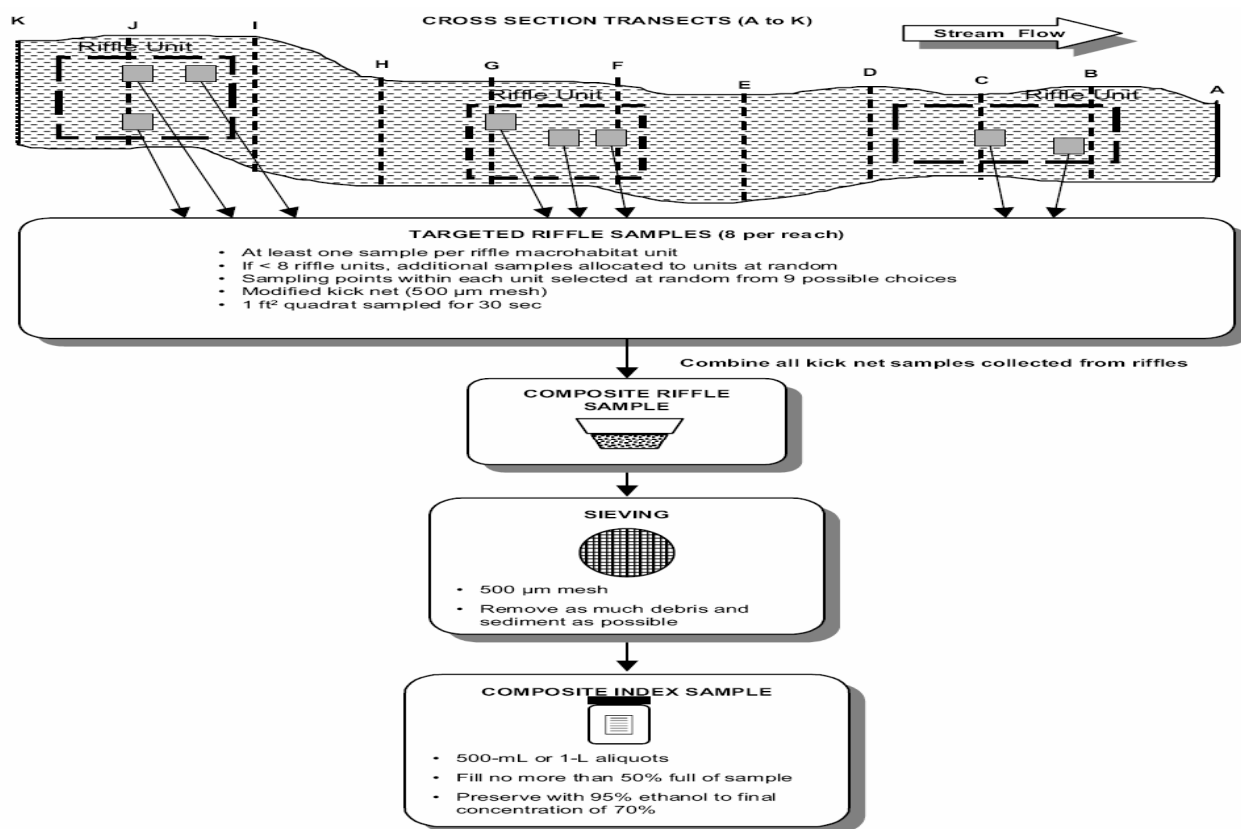 CROSS SECTION TRANSECTS (A to K)
Stream Flow
K
J
I
H
G
F
E
D
C
B
A
Riffle Unit
Riffle Unit
Riffle Unit
TARGETED RIFFLE SAMPLES (8 per reach)
• At least one sample per riffle macrohabitat unit
• If < 8 riffle units, additional samples allocated to units at random
• Sampling points within each unit selected at random from 9 possible choices
• Modified kick net (500 µm mesh)
• 1 ft² quadrat sampled for 30 sec
Combine all kick net samples collected from riffles
COMPOSITE RIFFLE
SAMPLE
SIEVING
• 500 µm mesh
• Remove as much debris and
sediment as possible
COMPOSITE INDEX SAMPLE
• 500-mL or 1-L aliquots
• Fill no more than 50% full of sample
• Preserve with 95% ethanol to final
concentration of 70%